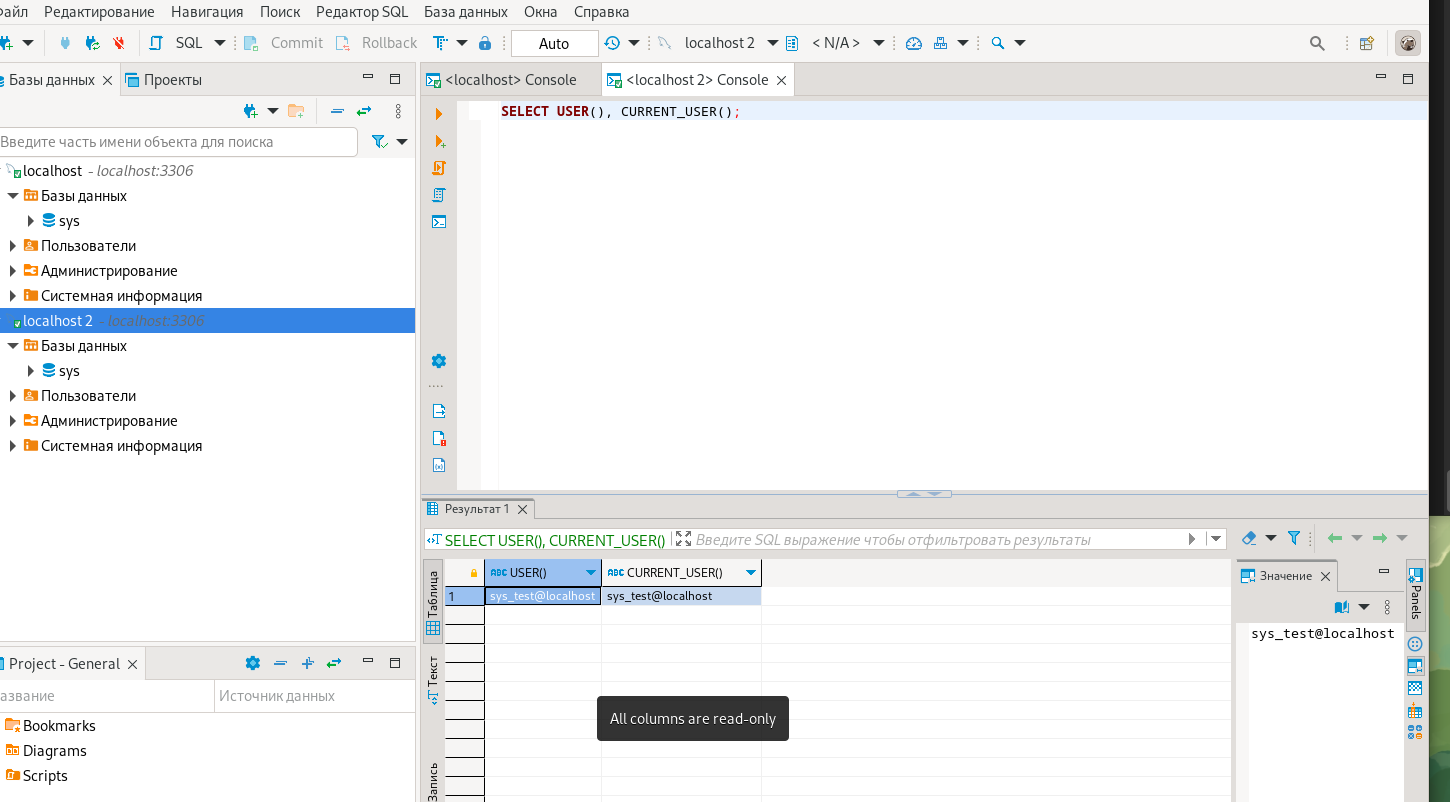 айл Редактирование Навигация Поиск Редактор SQL База данных Окна Справка
SQL Commit Rollback Auto localhost 2 < N/A >
Базы данных Проекты
Введите часть имени объекта для поиска
localhost - localhost:3306
Базы данных
sys
Пользователи
Администрирование
Системная информация
localhost 2 - localhost:3306
Базы данных
sys
Пользователи
Администрирование
Системная информация
Project - General
азвание Источник данных
Bookmarks
Diagrams
Scripts
<localhost> Console <localhost 2> Console
SELECT USER(), CURRENT_USER();
Результат 1
SELECT USER(), CURRENT_USER() Введите SQL выражение чтобы отфильтровать результаты
Таблица
Текст
Запись
ABC USER() ABC CURRENT_USER()
1 sys_test@localhost sys_test@localhost
All columns are read-only
Значение
sys_test@localhost
Panels